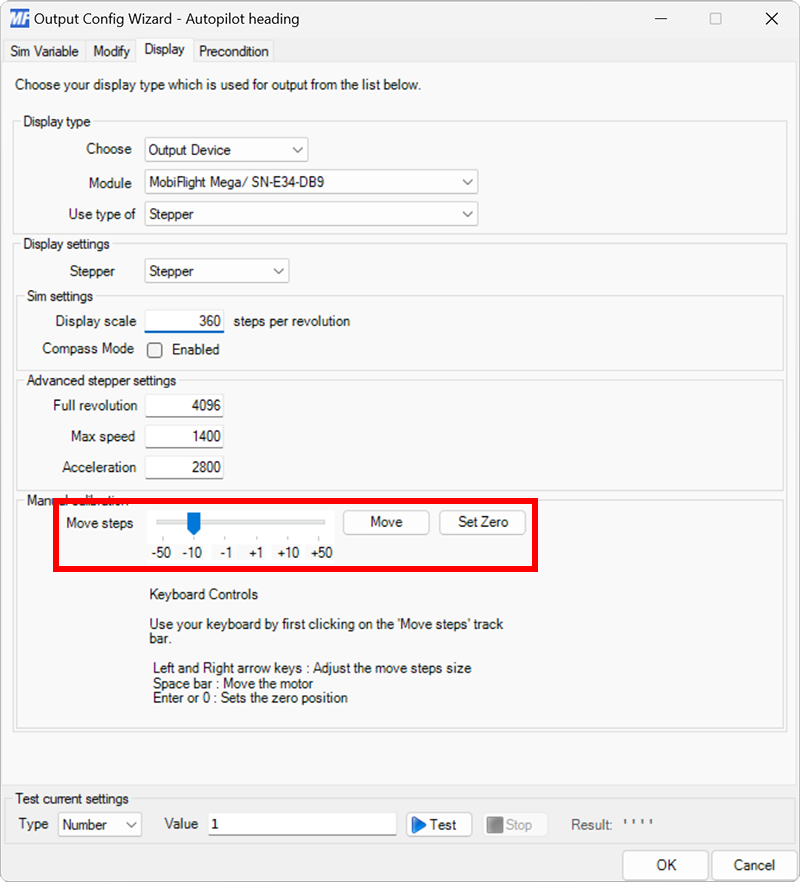 MF Output Config Wizard - Autopilot heading
Sim Variable Modify Display Precondition
Choose your display type which is used for output from the list below.
Display type
Choose Output Device
Module MobiFlight Mega/ SN-E34-DB9
Use type of Stepper
Display settings
Stepper Stepper
Sim settings
Display scale 360 steps per revolution
Compass Mode Enabled
Advanced stepper settings
Full revolution 4096
Max speed 1400
Acceleration 2800
Manual calibration
Move steps Move Set Zero
-50 -10 -1 +1 +10 +50
Keyboard Controls
Use your keyboard by first clicking on the 'Move steps' track
bar.
Left and Right arrow keys : Adjust the move steps size
Space bar : Move the motor
Enter or 0 : Sets the zero position
Test current settings
Type Number Value 1 Test Stop Result: ' ' ' '
OK Cancel